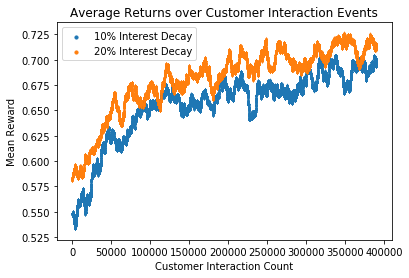 Average Returns over Customer Interaction Events
10% Interest Decay
20% Interest Decay
Mean Reward
0.725
0.700
0.675
0.650
0.625
0.600
0.575
0.550
0.525
0 50000 100000 150000 200000 250000 300000 350000 400000
Customer Interaction Count